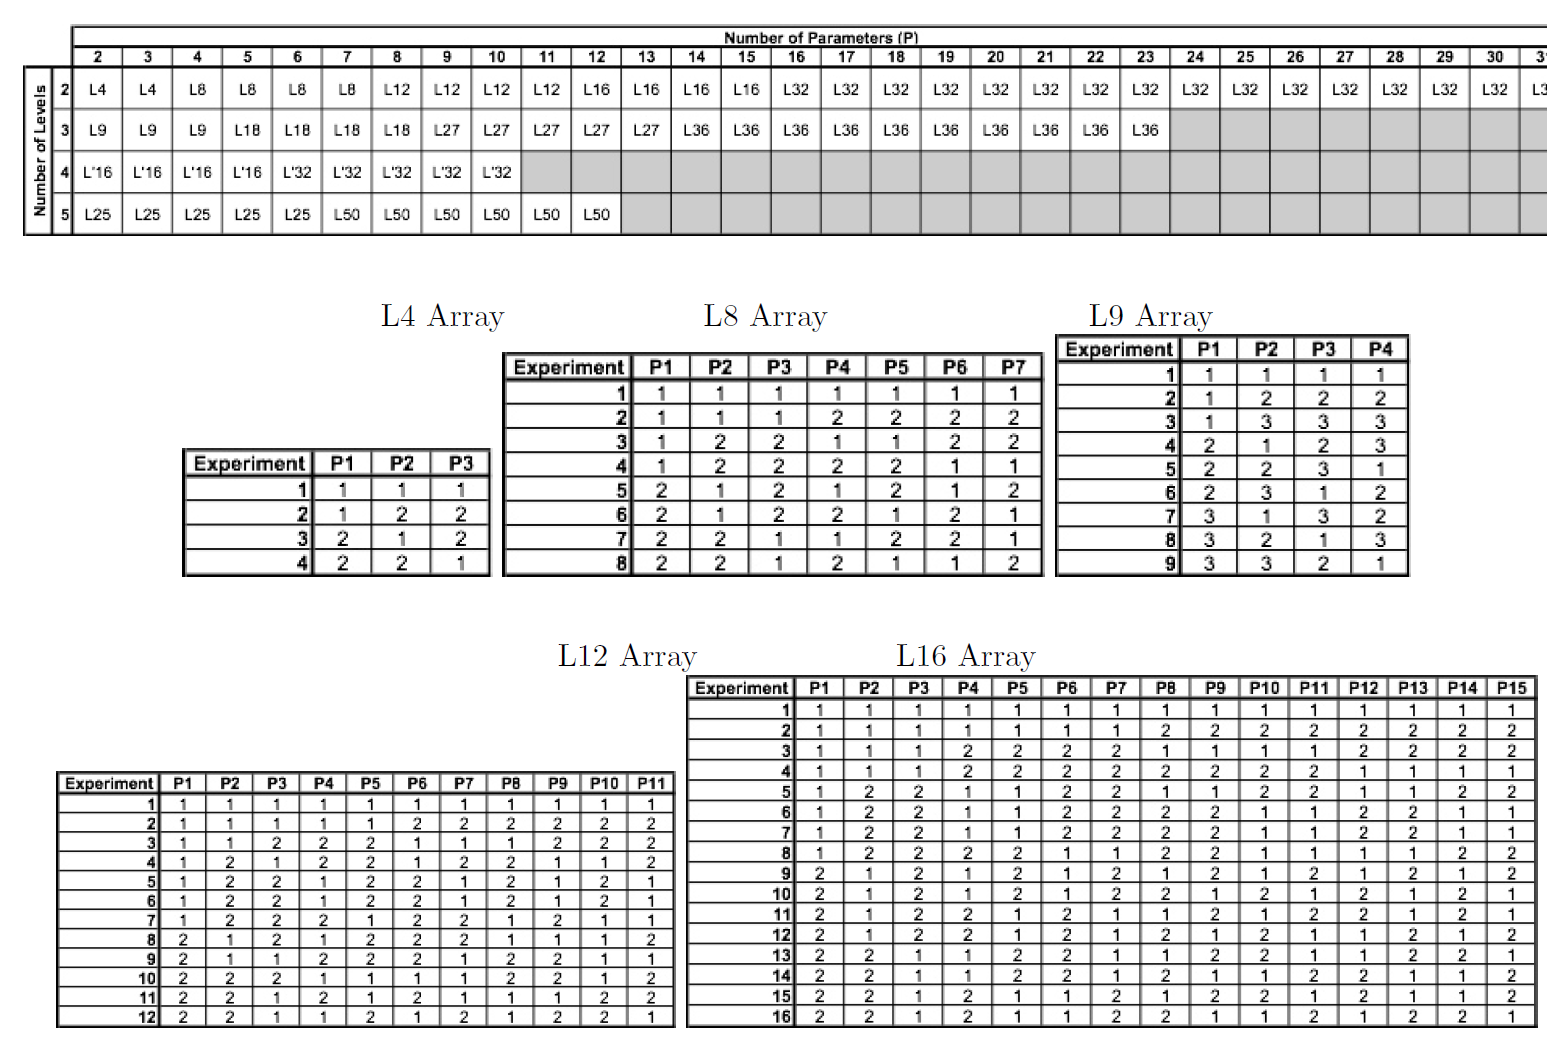 Number of Parameters (P)
2 3 4 5 6 7 8 9 10 11 12 13 14 15 16 17 18 19 20 21 22 23 24 25 26 27 28 29 30
Number of Levels
2 L4 L4 L8 L8 L8 L8 L12 L12 L12 L12 L16 L16 L16 L16 L32 L32 L32 L32 L32 L32 L32 L32 L32 L32 L32 L32 L32 L32 L32
3 L9 L9 L9 L18 L18 L18 L18 L27 L27 L27 L27 L27 L36 L36 L36 L36 L36 L36 L36 L36 L36 L36
4 L'16 L'16 L'16 L'16 L'32 L'32 L'32 L'32 L'32
5 L25 L25 L25 L25 L25 L50 L50 L50 L50 L50 L50
L4 Array
Experiment P1 P2 P3
1 1 1 1
2 1 2 2
3 2 1 2
4 2 2 1
L8 Array
Experiment P1 P2 P3 P4 P5 P6 P7
1 1 1 1 1 1 1 1
2 1 1 1 2 2 2 2
3 1 2 2 1 1 2 2
4 1 2 2 2 2 1 1
5 2 1 2 1 2 1 2
6 2 1 2 2 1 2 1
7 2 2 1 1 2 2 1
8 2 2 1 2 1 1 2
L9 Array
Experiment P1 P2 P3 P4
1 1 1 1 1
2 1 2 2 2
3 1 3 3 3
4 2 1 2 3
5 2 2 3 1
6 2 3 1 2
7 3 1 3 2
8 3 2 1 3
9 3 3 2 1
L12 Array
Experiment P1 P2 P3 P4 P5 P6 P7 P8 P9 P10 P11
1 1 1 1 1 1 1 1 1 1 1 1
2 1 1 1 1 1 2 2 2 2 2 2
3 1 1 2 2 2 1 1 1 2 2 2
4 1 2 1 2 2 1 2 2 1 1 2
5 1 2 2 1 2 2 1 2 1 2 1
6 1 2 2 1 2 2 1 2 1 2 1
7 1 2 2 2 1 2 2 1 2 1 1
8 2 1 2 1 2 2 2 1 1 1 2
9 2 1 1 2 2 2 1 2 2 1 1
10 2 2 2 1 1 1 1 2 2 1 2
11 2 2 1 2 1 2 1 1 1 2 2
12 2 2 1 1 2 1 2 1 2 2 1
L16 Array
Experiment P1 P2 P3 P4 P5 P6 P7 P8 P9 P10 P11 P12 P13 P14 P15
1 1 1 1 1 1 1 1 1 1 1 1 1 1 1 1
2 1 1 1 1 1 1 1 2 2 2 2 2 2 2 2
3 1 1 1 2 2 2 2 1 1 1 1 2 2 2 2
4 1 1 1 2 2 2 2 2 2 2 2 1 1 1 1
5 1 2 2 1 1 2 2 1 1 2 2 1 1 2 2
6 1 2 2 1 1 2 2 2 2 1 1 2 2 1 1
7 1 2 2 1 1 2 2 2 2 1 1 2 2 1 1
8 1 2 2 2 2 1 1 2 2 1 1 1 1 2 2
9 2 1 2 1 2 1 2 1 2 1 2 1 2 1 2
10 2 1 2 1 2 1 2 2 1 2 1 2 1 2 1
11 2 1 2 2 1 2 1 1 2 1 2 2 1 2 1
12 2 1 2 2 1 2 1 2 1 2 1 1 2 1 2
13 2 2 1 1 2 2 1 1 2 2 1 1 2 2 1
14 2 2 1 1 2 2 1 2 1 1 2 2 1 1 2
15 2 2 1 2 1 1 2 1 2 2 1 2 1 1 2
16 2 2 1 2 1 1 2 2 1 1 2 1 2 2 1